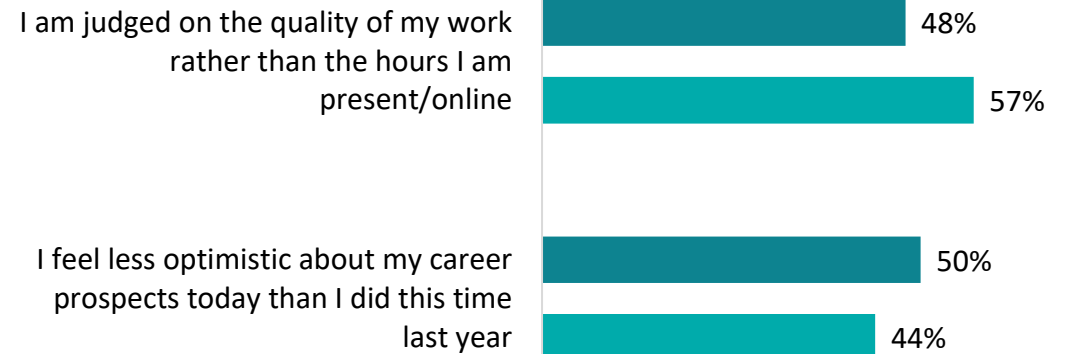 I am judged on the quality of my work
rather than the hours I am
present/online
48%
57%
I feel less optimistic about my career
prospects today than I did this time
last year
50%
44%